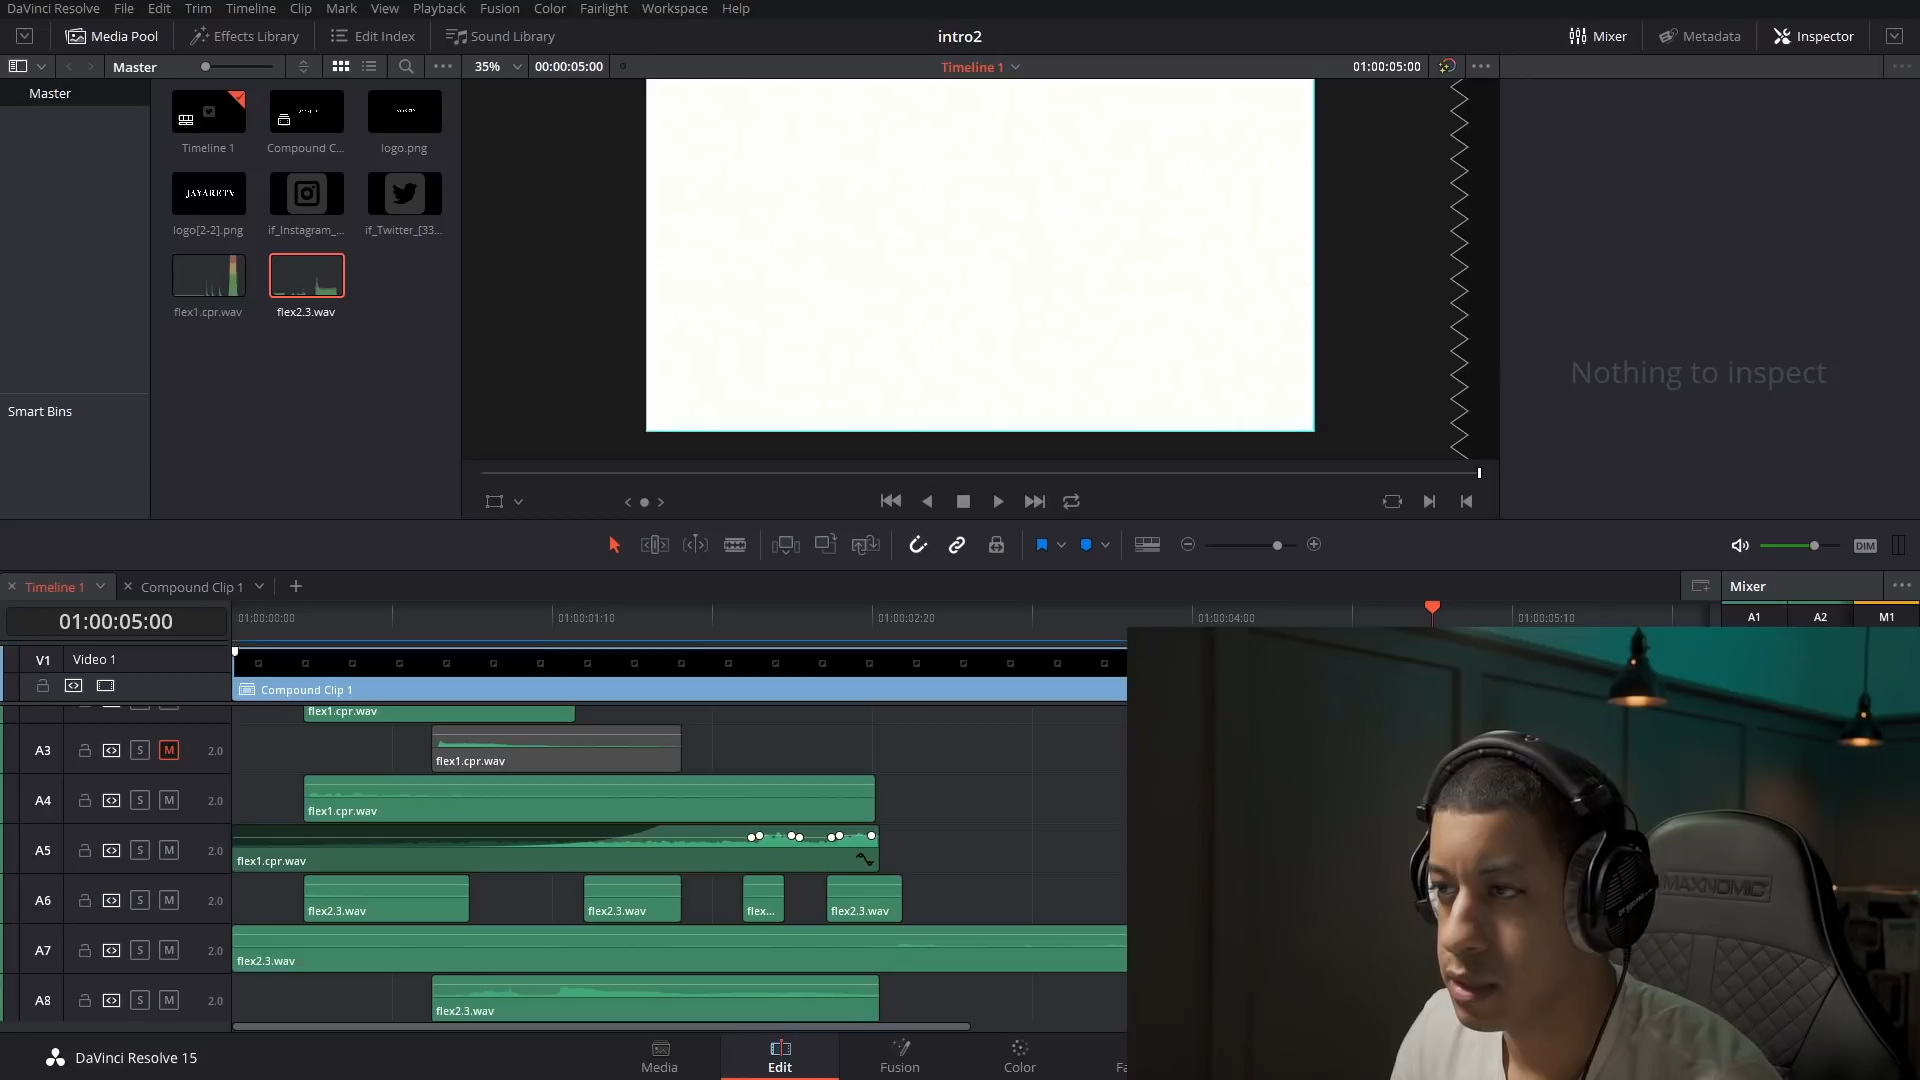 DaVinci Resolve File Edit Trim Timeline Clip Mark View Playback Fusion Color Fairlight Workspace Help
Media Pool Effects Library Edit Index Sound Library intro2 Mixer Metadata Inspector
Master 35% 00:00:05:00 Timeline 1 01:00:05:00
Master
Timeline 1 Compound C... logo.png
JAYARETV
logo[2-2].png if_Instagram_... if_Twitter_[33...
flex1.cpr.wav flex2.3.wav
Nothing to inspect
Smart Bins
DIM
Timeline 1 Compound Clip 1 Mixer
01:00:05:00 01:00:00:00 01:00:01:10 01:00:02:20 01:00:04:00 01:00:05:10 A1 A2 M1
V1 Video 1
Compound Clip 1
flex1.cpr.wav
A3 S M 2.0
flex1.cpr.wav
A4 S M 2.0
flex1.cpr.wav
A5 S M 2.0
flex1.cpr.wav
A6 S M 2.0
flex2.3.wav flex2.3.wav flex... flex2.3.wav
A7 S M 2.0
flex2.3.wav
A8 S M 2.0
flex2.3.wav
MAXNOMIC
DaVinci Resolve 15 Media Edit Fusion Color Fa